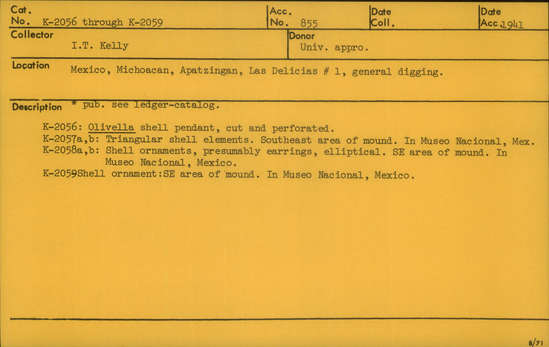 Cat. No. K-2056 through K-2059 Acc. No. 855 Date Coll. Date Acc. 1941
Collector I.T. Kelly Donor Univ. appro.
Location Mexico, Michoacan, Apatzingan, Las Delicias # 1, general digging.
Description * pub. see ledger-catalog.
K-2056: Olivella shell pendant, cut and perforated.
K-2057a,b: Triangular shell elements. Southeast area of mound. In Museo Nacional, Mex.
K-2058a,b: Shell ornaments, presumably earrings, elliptical. SE area of mound. In
Museo Nacional, Mexico.
K-2059Shell ornament:SE area of mound. In Museo Nacional, Mexico.
8/71